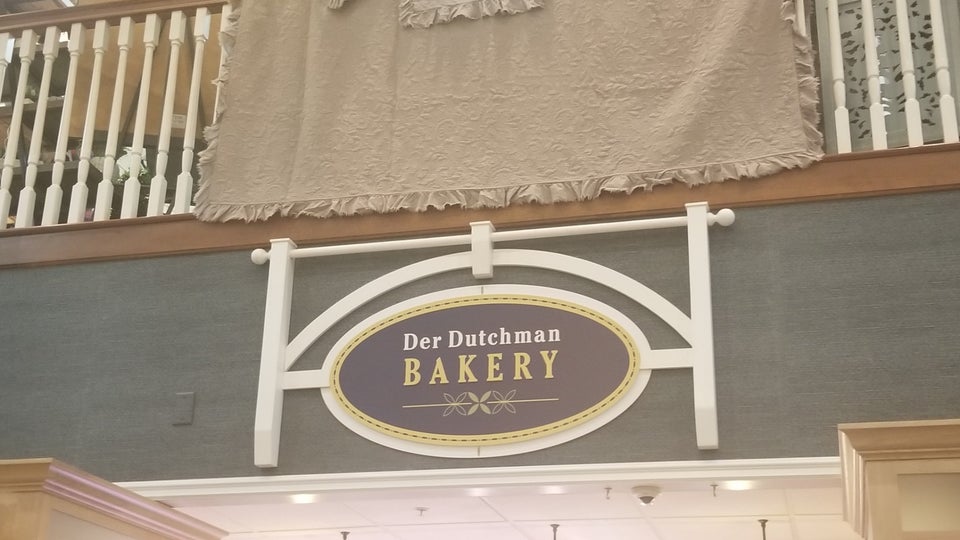 Der Dutchman
BAKERY